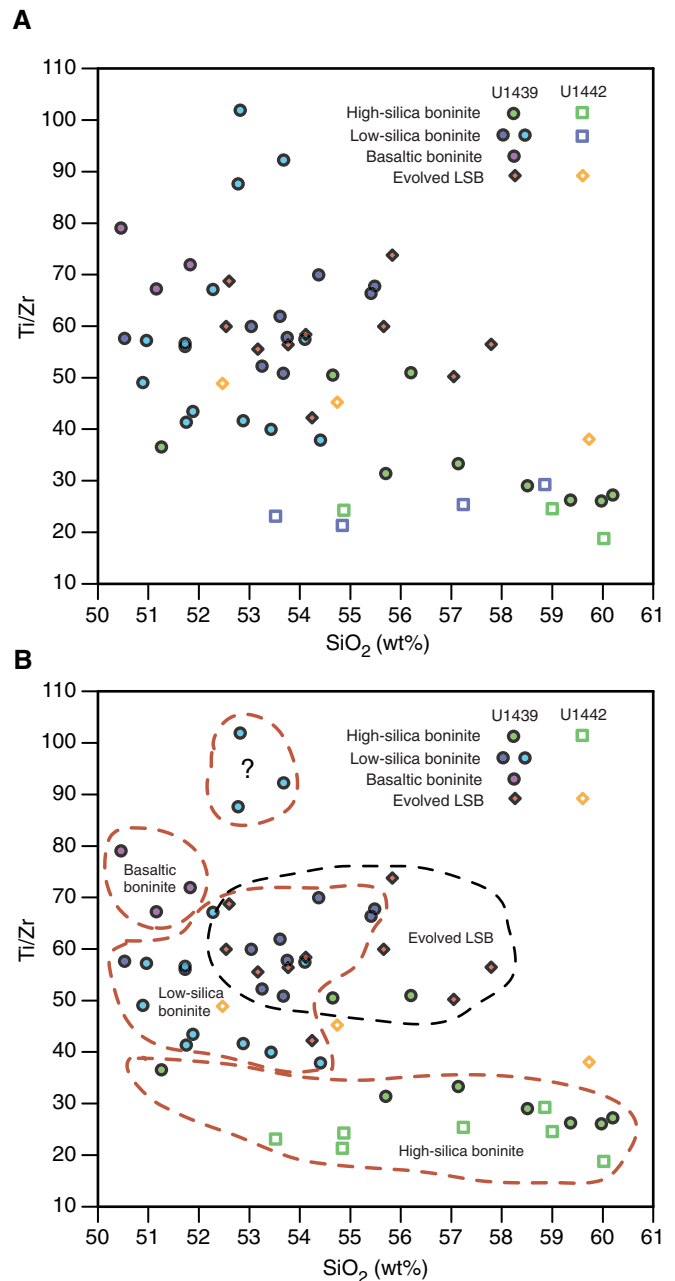 A
110
100
90
80
70
60
50
40
30
20
10
Ti/Zr
U1439 U1442
High-silica boninite
Low-silica boninite
Basaltic boninite
Evolved LSB
50 51 52 53 54 55 56 57 58 59 60 61
SiO2 (wt%)
B
110
100
90
80
70
60
50
40
30
20
10
Ti/Zr
U1439 U1442
High-silica boninite
Low-silica boninite
Basaltic boninite
Evolved LSB
?
Basaltic
boninite
Evolved LSB
Low-silica
boninite
High-silica boninite
50 51 52 53 54 55 56 57 58 59 60 61
SiO2 (wt%)